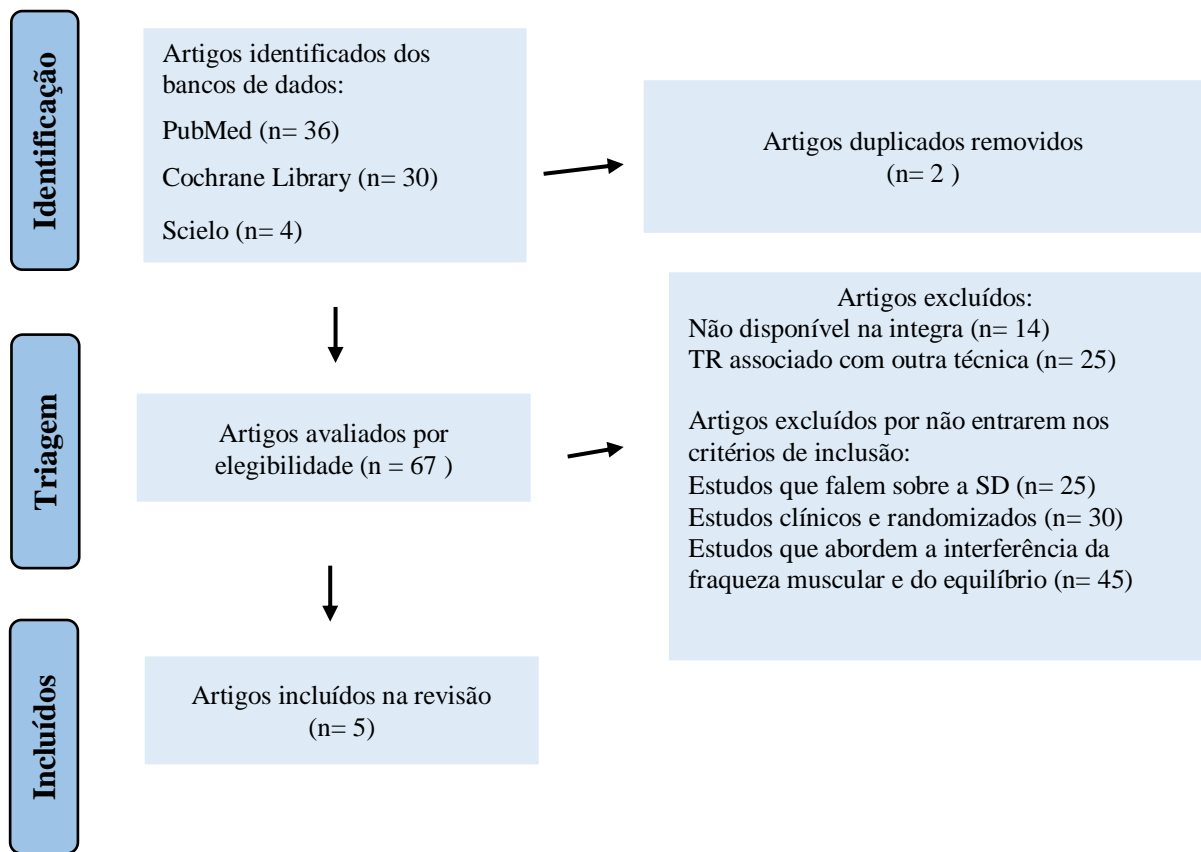 Identificação
Artigos identificados dos
bancos de dados:
PubMed (n= 36)
Cochrane Library (n= 30)
Scielo (n= 4)
Artigos duplicados removidos
(n= 2 )
Triagem
Artigos avaliados por
elegibilidade (n = 67 )
Artigos excluídos:
Não disponível na integra (n= 14)
TR associado com outra técnica (n= 25)
Artigos excluídos por não entrarem nos
critérios de inclusão:
Estudos que falem sobre a SD (n= 25)
Estudos clínicos e randomizados (n= 30)
Estudos que abordem a interferência da
fraqueza muscular e do equilíbrio (n= 45)
Incluídos
Artigos incluídos na revisão
(n= 5)